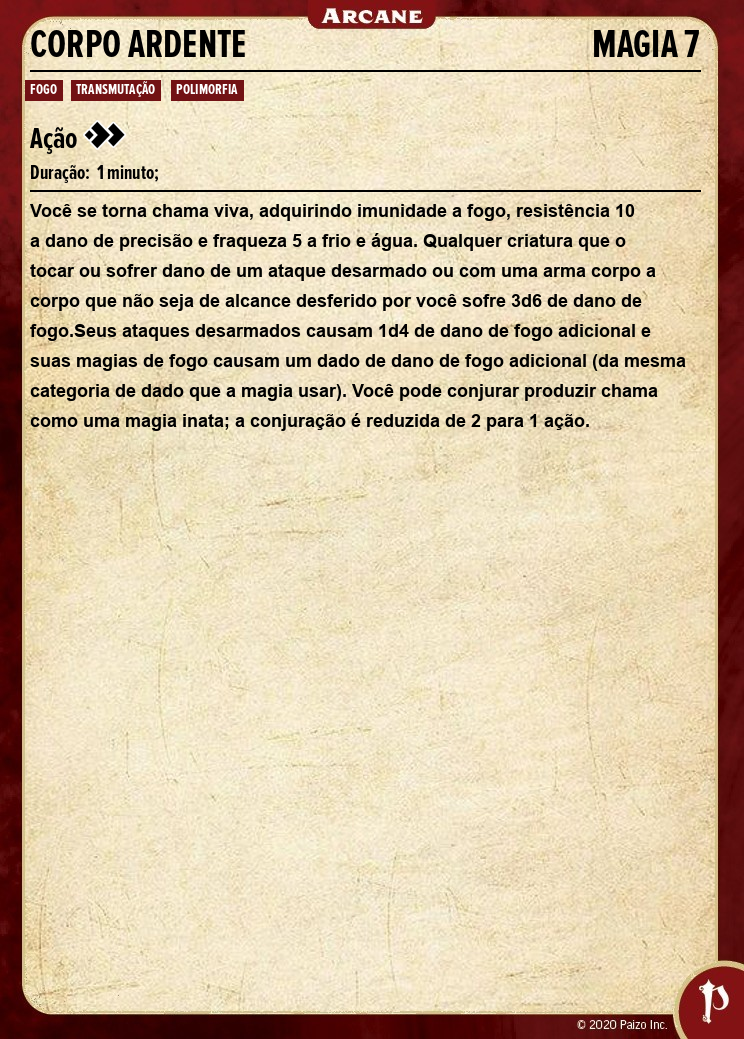 ARCANE
CORPO ARDENTE MAGIA 7
FOGO TRANSMUTAÇÃO POLIMORFIA
Ação
Duração: 1 minuto;
Você se torna chama viva, adquirindo imunidade a fogo, resistência 10
a dano de precisão e fraqueza 5 a frio e água. Qualquer criatura que o
tocar ou sofrer dano de um ataque desarmado ou com uma arma corpo a
corpo que não seja de alcance desferido por você sofre 3d6 de dano de
fogo.Seus ataques desarmados causam 1d4 de dano de fogo adicional e
suas magias de fogo causam um dado de dano de fogo adicional (da mesma
categoria de dado que a magia usar). Você pode conjurar produzir chama
como uma magia inata; a conjuração é reduzida de 2 para 1 ação.
© 2020 Paizo Inc.
P